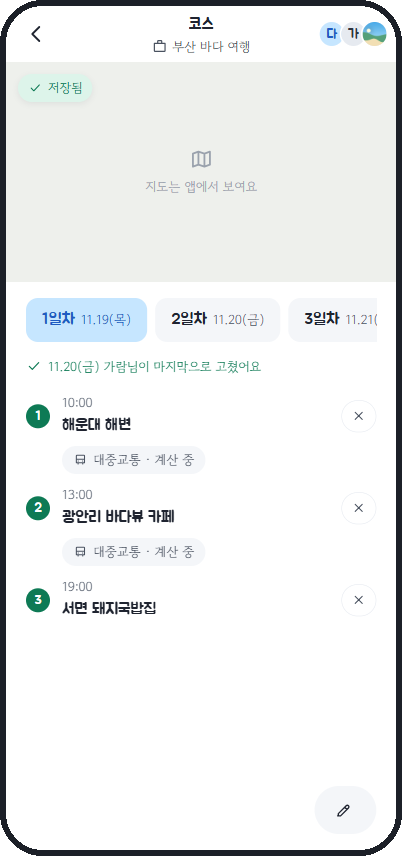 코스
부산 바다 여행
다 가
저장됨
지도는 앱에서 보여요
1일차 11.19(목) 2일차 11.20(금) 3일차 11.21(
11.20(금) 가람님이 마지막으로 고쳤어요
10:00
1 해운대 해변
대중교통 · 계산 중
13:00
2 광안리 바다뷰 카페
대중교통 · 계산 중
19:00
3 서면 돼지국밥집